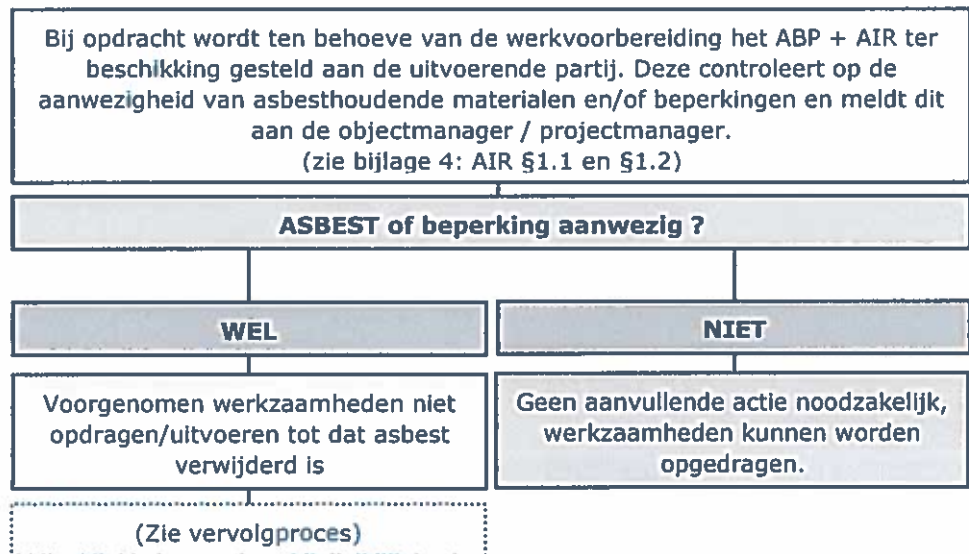 Bij opdracht wordt ten behoeve van de werkvoorbereiding het ABP + AIR ter
beschikking gesteld aan de uitvoerende partij. Deze controleert op de
aanwezigheid van asbesthoudende materialen en/of beperkingen en meldt dit
aan de objectmanager / projectmanager.
(zie bijlage 4: AIR §1.1 en §1.2)
ASBEST of beperking aanwezig ?
WEL
NIET
Voorgenomen werkzaamheden niet
opdragen/uitvoeren tot dat asbest
verwijderd is
Geen aanvullende actie noodzakelijk,
werkzaamheden kunnen worden
opgedragen.
(Zie vervolgproces)